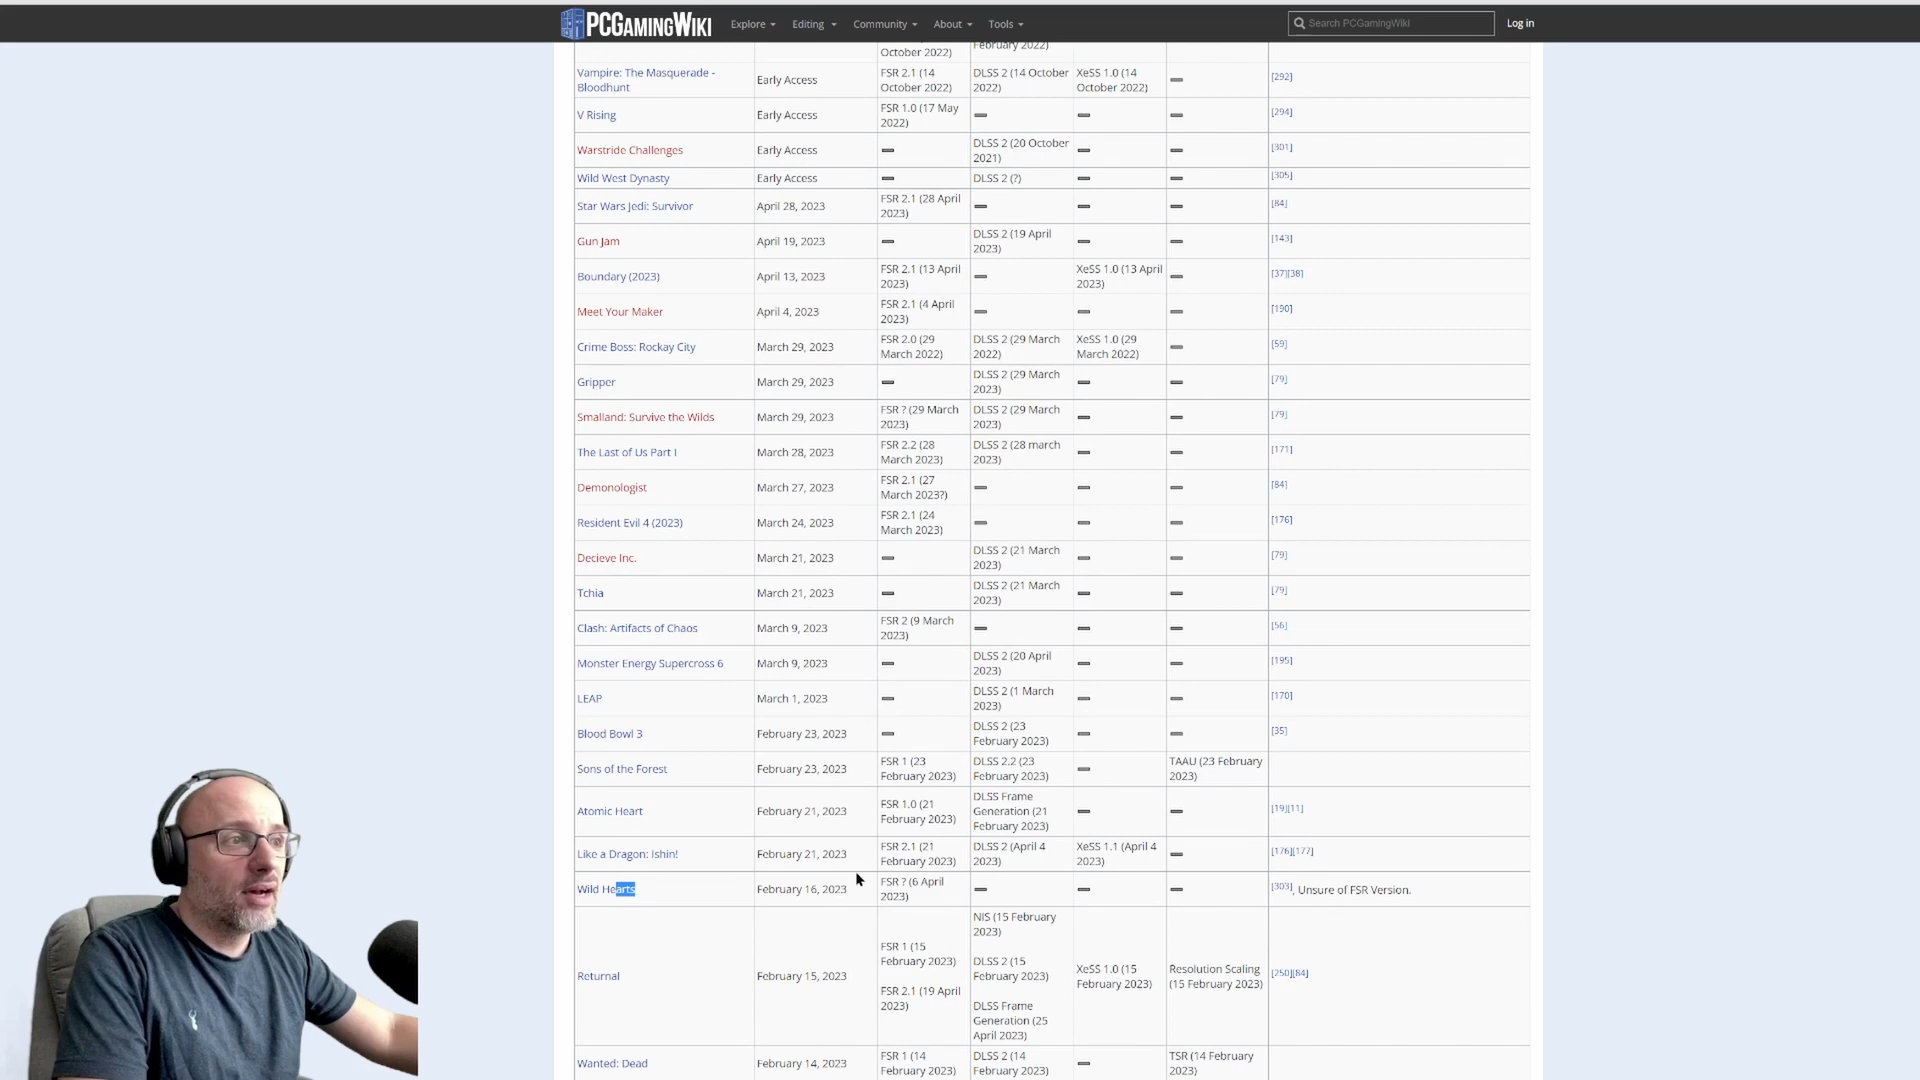 PCGamingWiki Explore Editing Community About Tools Search PCGamingWiki Log in
October 2022) February 2022)
Vampire: The Masquerade - Early Access FSR 2.1 (14 DLSS 2 (14 October XeSS 1.0 (14 [292]
Bloodhunt October 2022) 2022) October 2022)
V Rising Early Access FSR 1.0 (17 May [294]
2022)
Warstride Challenges Early Access DLSS 2 (20 October [301]
2021)
Wild West Dynasty Early Access DLSS 2 (?) [305]
Star Wars Jedi: Survivor April 28, 2023 FSR 2.1 (28 April [84]
2023)
Gun Jam April 19, 2023 DLSS 2 (19 April [143]
2023)
Boundary (2023) April 13, 2023 FSR 2.1 (13 April XeSS 1.0 (13 April [37][38]
2023) 2023)
Meet Your Maker April 4, 2023 FSR 2.1 (4 April [190]
2023)
Crime Boss: Rockay City March 29, 2023 FSR 2.0 (29 DLSS 2 (29 March XeSS 1.0 (29 [59]
March 2022) 2022) March 2022)
Gripper March 29, 2023 DLSS 2 (29 March [79]
2023)
Smalland: Survive the Wilds March 29, 2023 FSR ? (29 March DLSS 2 (29 March [79]
2023) 2023)
The Last of Us Part I March 28, 2023 FSR 2.2 (28 DLSS 2 (28 march [171]
March 2023) 2023)
Demonologist March 27, 2023 FSR 2.1 (27 [84]
March 2023?)
Resident Evil 4 (2023) March 24, 2023 FSR 2.1 (24 [176]
March 2023)
Decieve Inc. March 21, 2023 DLSS 2 (21 March [79]
2023)
Tchia March 21, 2023 DLSS 2 (21 March [79]
2023)
Clash: Artifacts of Chaos March 9, 2023 FSR 2 (9 March [56]
2023)
Monster Energy Supercross 6 March 9, 2023 DLSS 2 (20 April [195]
2023)
LEAP March 1, 2023 DLSS 2 (1 March [170]
2023)
Blood Bowl 3 February 23, 2023 DLSS 2 (23 [35]
February 2023)
Sons of the Forest February 23, 2023 FSR 1 (23 DLSS 2.2 (23 TAAU (23 February
February 2023) February 2023) 2023)
Atomic Heart February 21, 2023 FSR 1.0 (21 DLSS Frame [19][11]
February 2023) Generation (21
February 2023)
Like a Dragon: Ishin! February 21, 2023 FSR 2.1 (21 DLSS 2 (April 4 XeSS 1.1 (April 4 [176][177]
February 2023) 2023) 2023)
Wild Hearts February 16, 2023 FSR ? (6 April [303], Unsure of FSR Version.
2023)
NIS (15 February
2023)
Returnal February 15, 2023 FSR 1 (15 DLSS 2 (15 XeSS 1.0 (15 Resolution Scaling [250][84]
February 2023) February 2023) February 2023) (15 February 2023)
FSR 2.1 (19 April DLSS Frame
2023) Generation (25
April 2023)
Wanted: Dead February 14, 2023 FSR 1 (14 DLSS 2 (14 TSR (14 February
February 2023) February 2023) 2023)